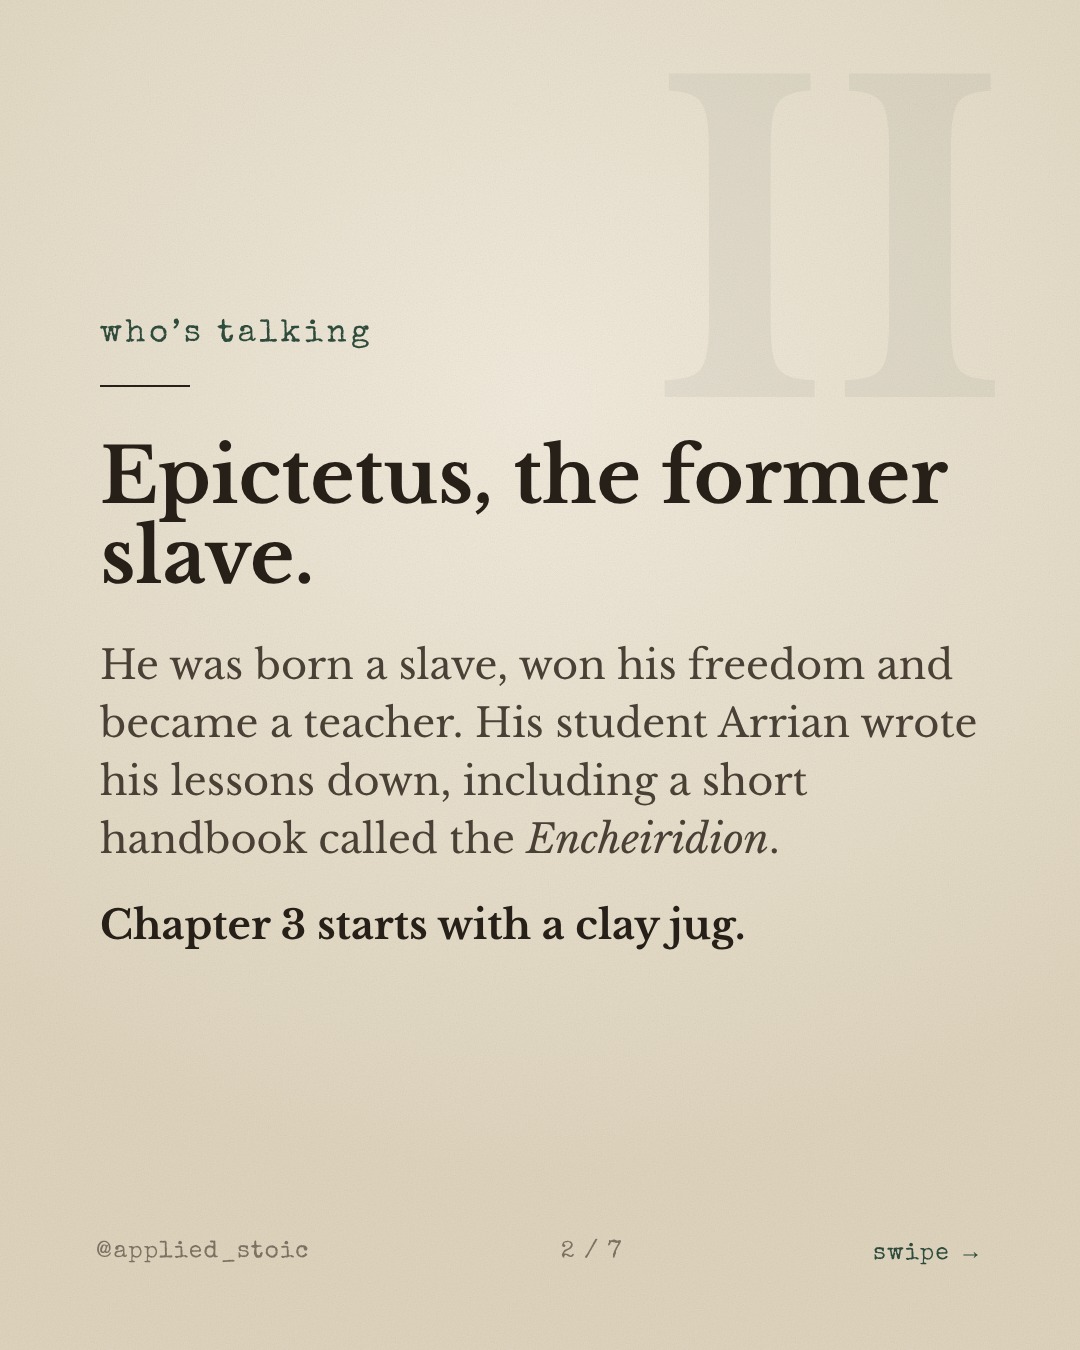 II
who’s talking
Epictetus, the former
slave.
He was born a slave, won his freedom and
became a teacher. His student Arrian wrote
his lessons down, including a short
handbook called the Encheiridion.
Chapter 3 starts with a clay jug.
@applied_stoic
2 / 7
swipe →